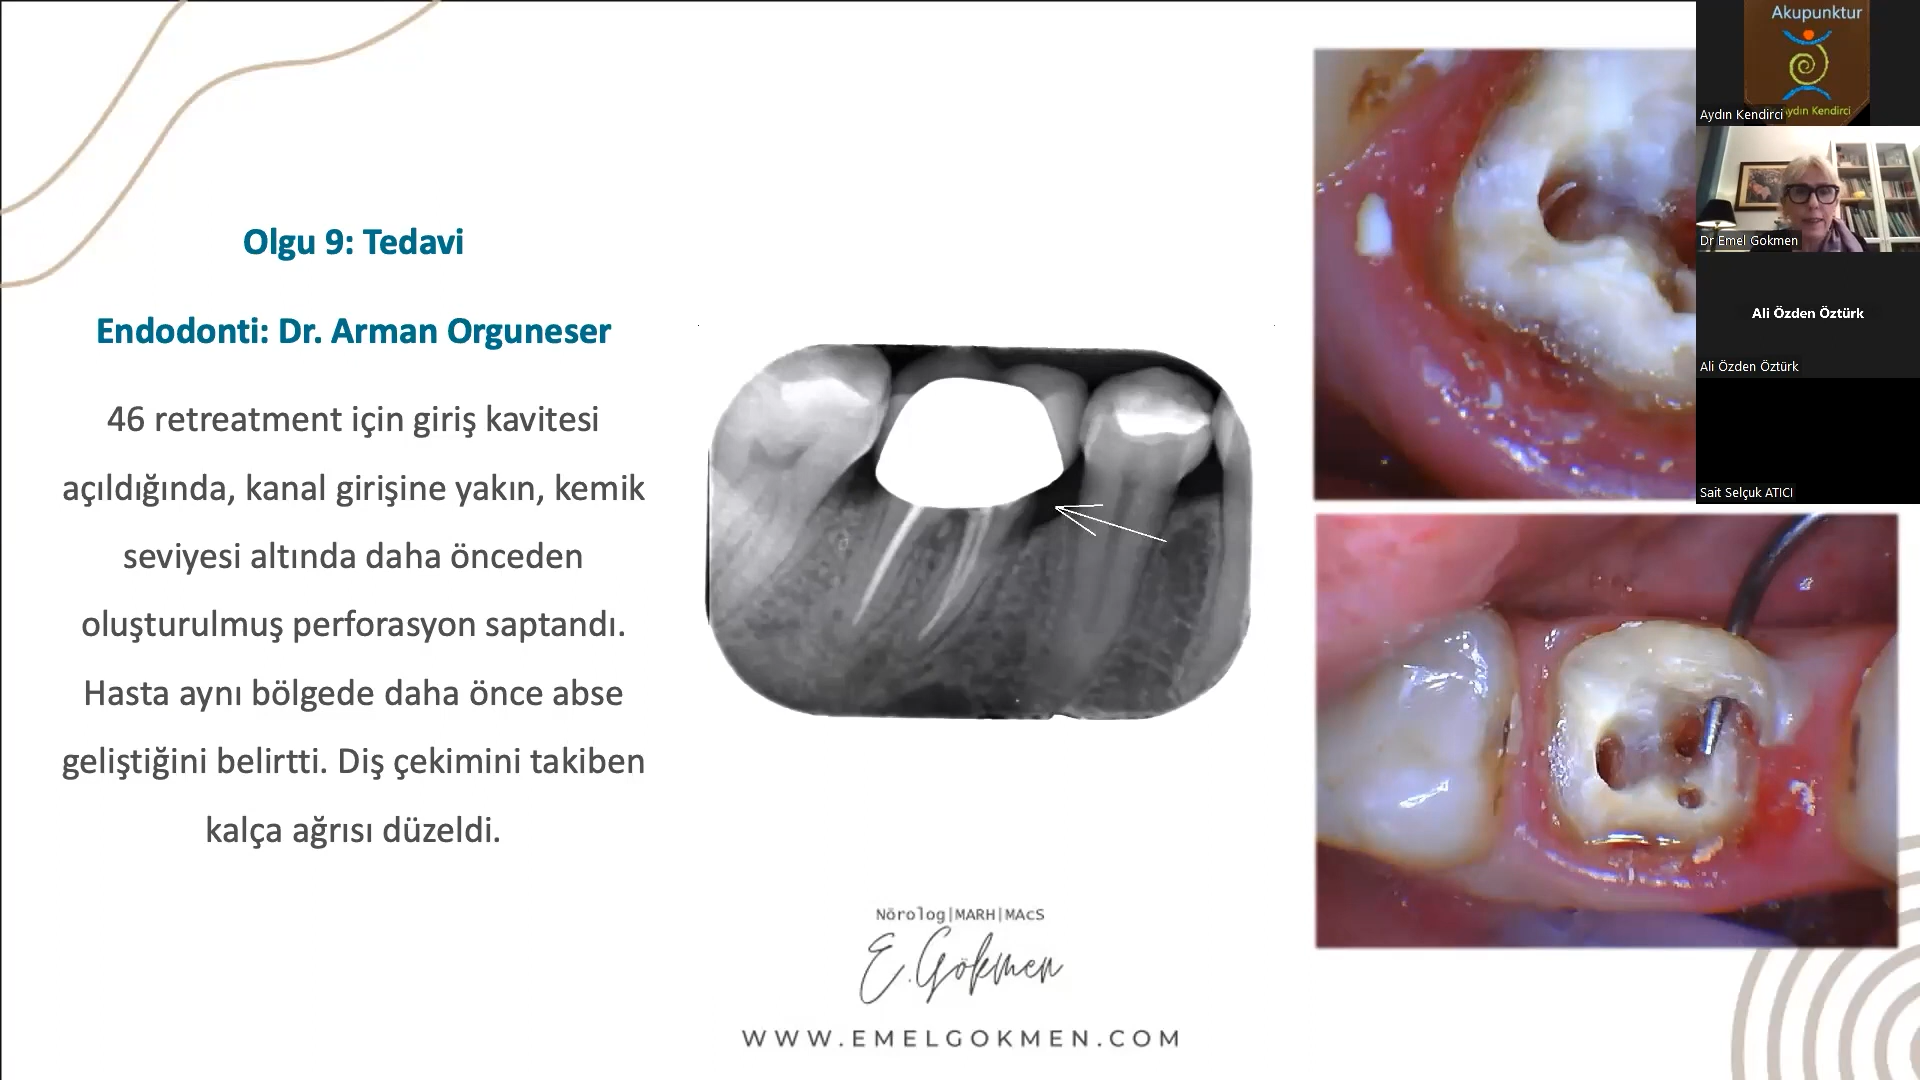 Olgu 9: Tedavi
Endodonti: Dr. Arman Orguneser
46 retreatment için giriş kavitesi
açıldığında, kanal girişine yakın, kemik
seviyesi altında daha önceden
oluşturulmuş perforasyon saptandı.
Hasta aynı bölgede daha önce abse
geliştiğini belirtti. Diş çekimini takiben
kalça ağrısı düzeldi.
Nörolog|MARH|MAcS
E.Gökmen
WWW.EMELGOKMEN.COM
Akupunktur
Aydın Kendirci
Aydın Kendirci
Dr Emel Gokmen
Ali Özden Öztürk
Ali Özden Öztürk
Sait Selçuk ATICI